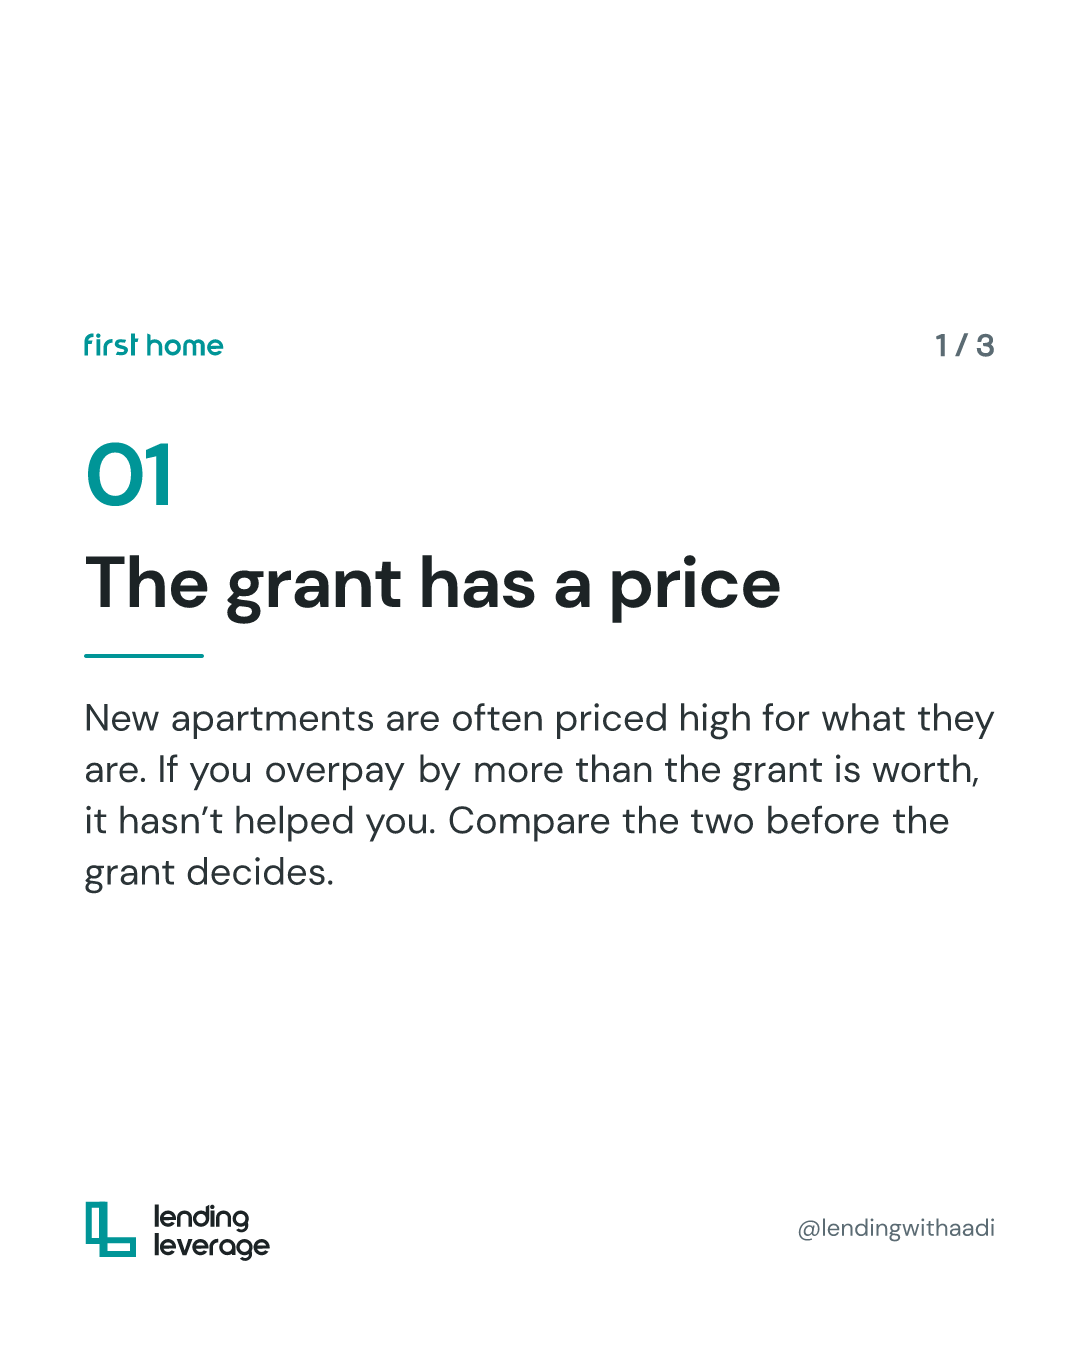 first home
1 / 3
01
The grant has a price
New apartments are often priced high for what they
are. If you overpay by more than the grant is worth,
it hasn’t helped you. Compare the two before the
grant decides.
lending
leverage
@lendingwithaadi